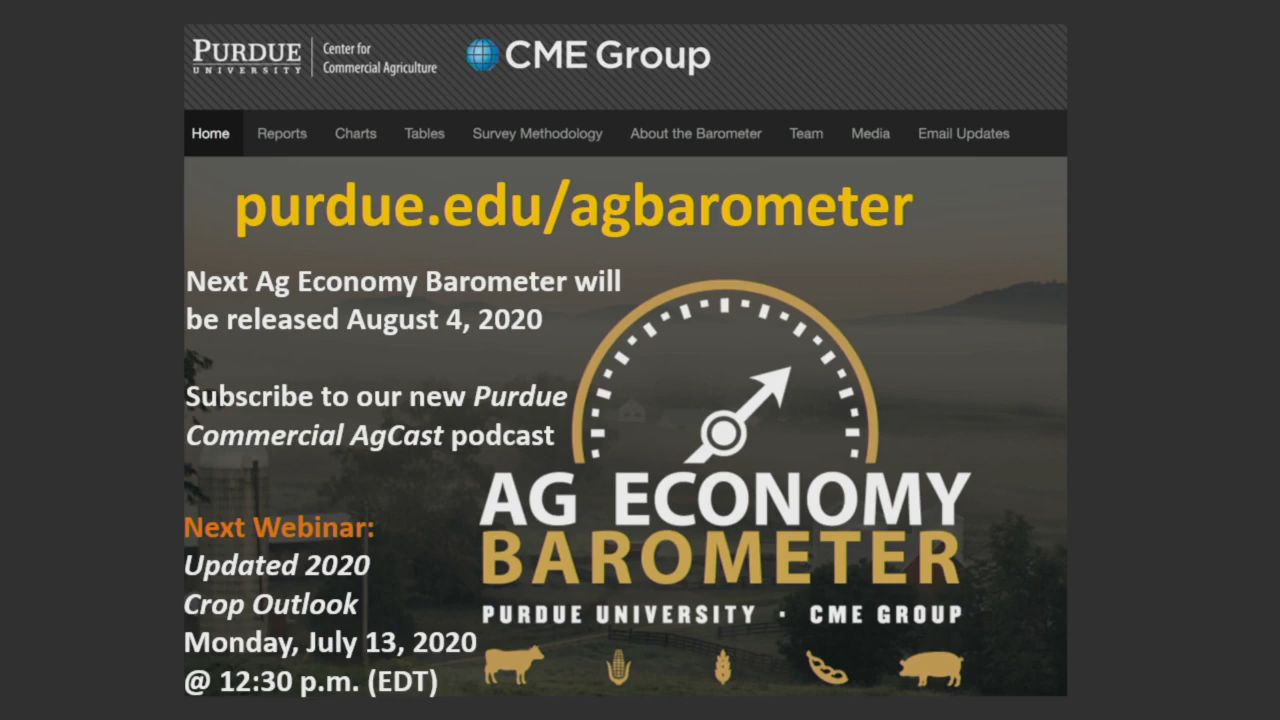 PURDUE
UNIVERSITY
Center for
Commercial Agriculture
CME Group
Home Reports Charts Tables Survey Methodology About the Barometer Team Media Email Updates
purdue.edu/agbarometer
Next Ag Economy Barometer will
be released August 4, 2020
Subscribe to our new Purdue
Commercial AgCast podcast
Next Webinar:
Updated 2020
Crop Outlook
Monday, July 13, 2020
@ 12:30 p.m. (EDT)
AG ECONOMY
BAROMETER
PURDUE UNIVERSITY · CME GROUP